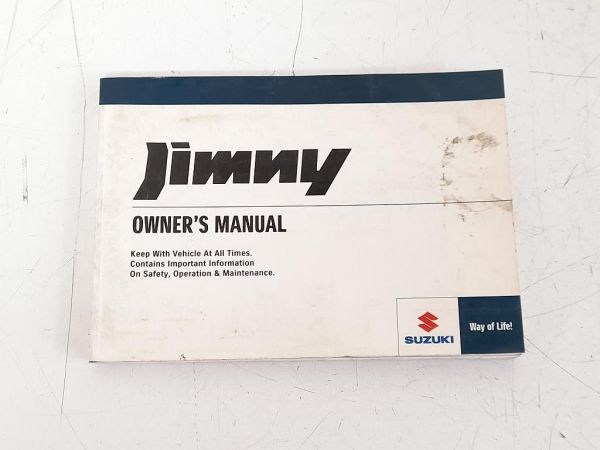 Jimny
OWNER'S MANUAL
Keep With Vehicle At All Times.
Contains Important Information
On Safety, Operation & Maintenance.
SUZUKI
Way of Life!